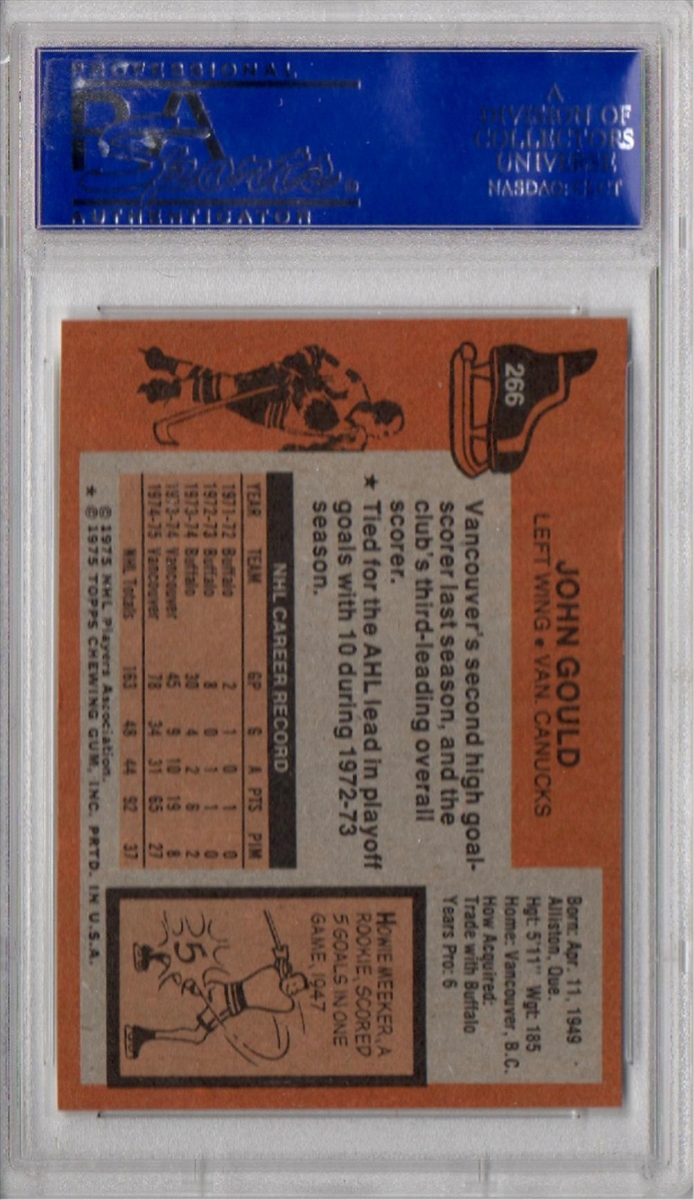 PROFESSIONAL
PSA
Sports®
AUTHENTICATOR
A
DIVISION OF
COLLECTORS
UNIVERSE
NASDAQ: CLCT
266
JOHN GOULD
LEFT WING • VAN. CANUCKS
Vancouver's second high goal-
scorer last season, and the
club's third-leading overall
scorer.
★ Tied for the AHL lead in playoff
goals with 10 during 1972-73
season.
Born: Apr. 11, 1949
Alliston, Que.
Hgt: 5'11" Wgt: 185
Home: Vancouver, B.C.
How Acquired:
Trade with Buffalo
Years Pro: 6
NHL CAREER RECORD
YEAR TEAM GP G A PTS PIM
1971-72 Buffalo 2 1 0 1 0
1972-73 Buffalo 8 0 1 1 0
1973-74 Buffalo 30 4 2 6 2
1973-74 Vancouver 45 9 10 19 8
1974-75 Vancouver 78 34 31 65 27
NHL Totals 163 48 44 92 37
HOWIE MEEKER, A
ROOKIE, SCORED
5 GOALS IN ONE
GAME, 1947
5
© 1975 NHL Players Association.
★ © 1975 TOPPS CHEWING GUM, INC. PRTD. IN U.S.A.